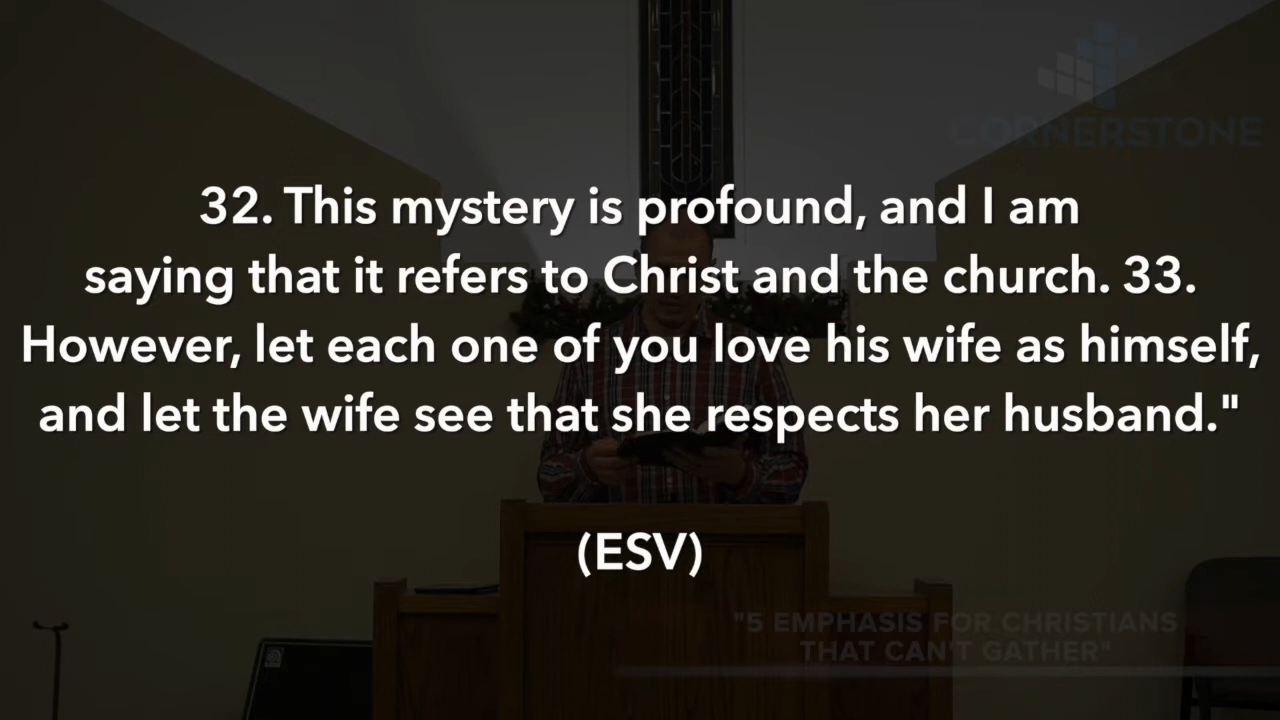 CORNERSTONE
32. This mystery is profound, and I am
saying that it refers to Christ and the church. 33.
However, let each one of you love his wife as himself,
and let the wife see that she respects her husband."
(ESV)
"5 EMPHASIS FOR CHRISTIANS
THAT CAN'T GATHER"